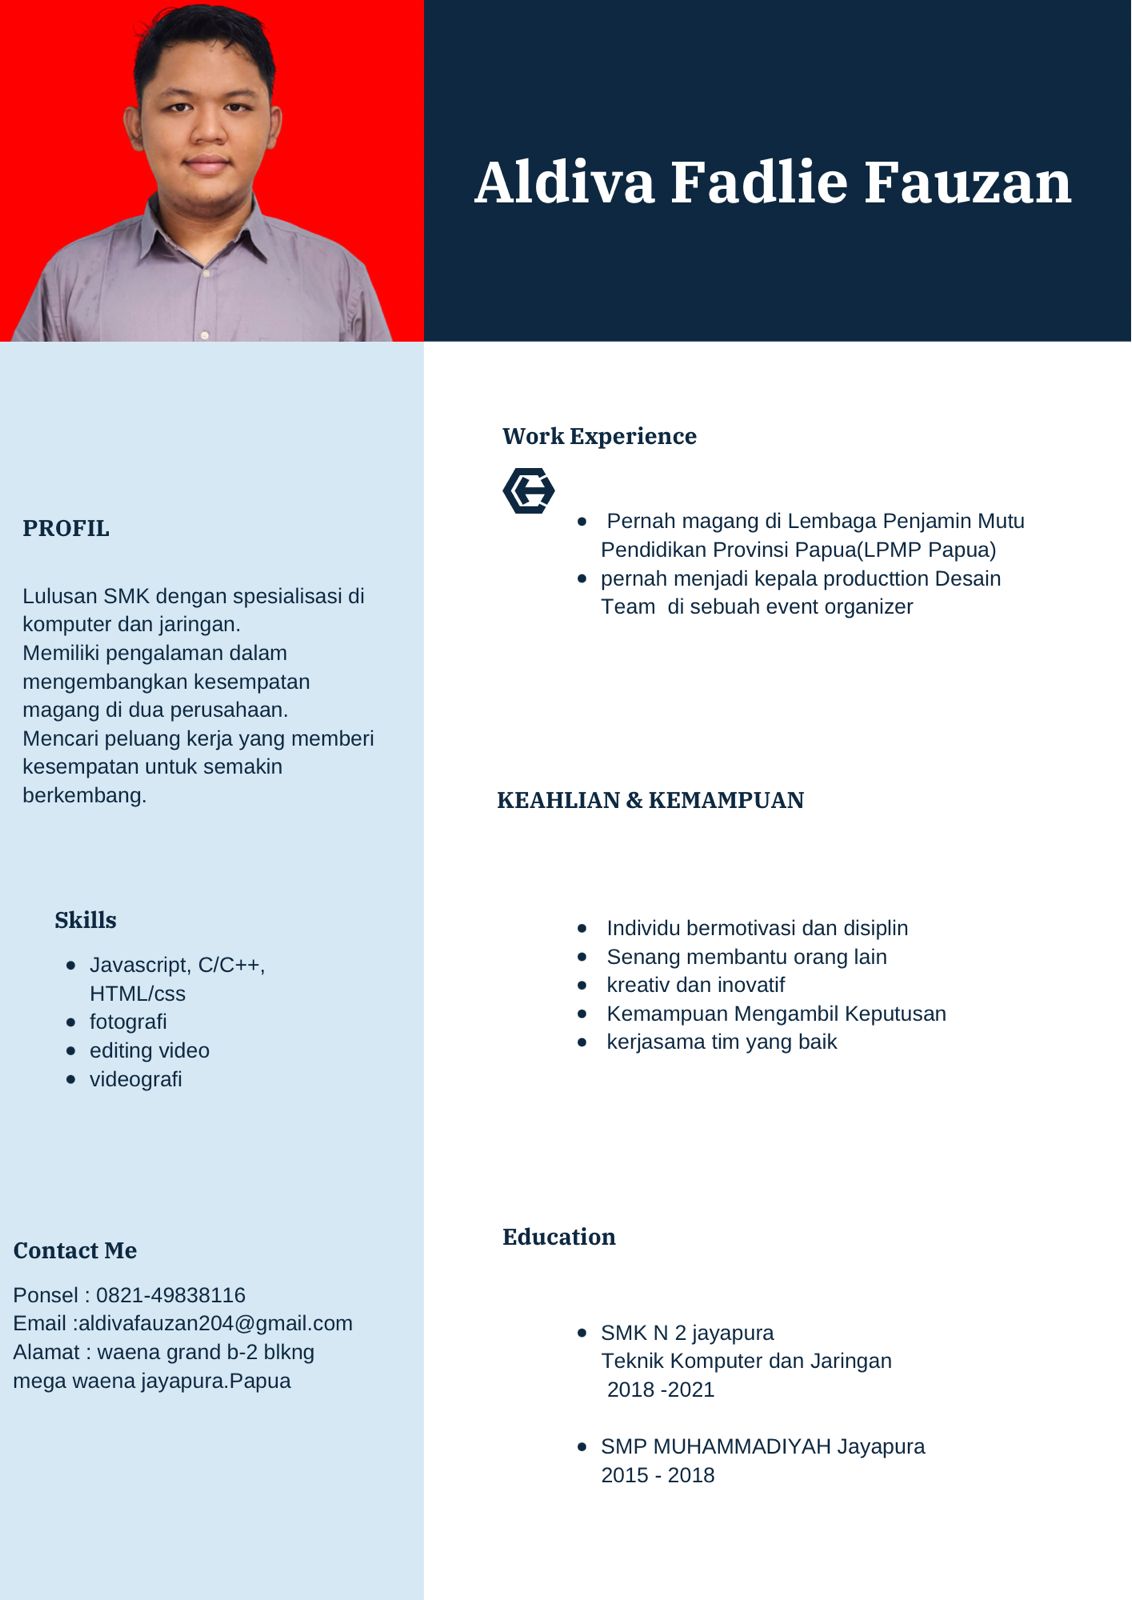 Aldiva Fadlie Fauzan
PROFIL
Lulusan SMK dengan spesialisasi di
komputer dan jaringan.
Memiliki pengalaman dalam
mengembangkan kesempatan
magang di dua perusahaan.
Mencari peluang kerja yang memberi
kesempatan untuk semakin
berkembang.
Skills
• Javascript, C/C++,
HTML/css
• fotografi
• editing video
• videografi
Contact Me
Ponsel : 0821-49838116
Email :aldivafauzan204@gmail.com
Alamat : waena grand b-2 blkng
mega waena jayapura.Papua
Work Experience
• Pernah magang di Lembaga Penjamin Mutu
Pendidikan Provinsi Papua(LPMP Papua)
• pernah menjadi kepala producttion Desain
Team  di sebuah event organizer
KEAHLIAN & KEMAMPUAN
• Individu bermotivasi dan disiplin
• Senang membantu orang lain
• kreativ dan inovatif
• Kemampuan Mengambil Keputusan
• kerjasama tim yang baik
Education
• SMK N 2 jayapura
Teknik Komputer dan Jaringan
2018 -2021
• SMP MUHAMMADIYAH Jayapura
2015 - 2018